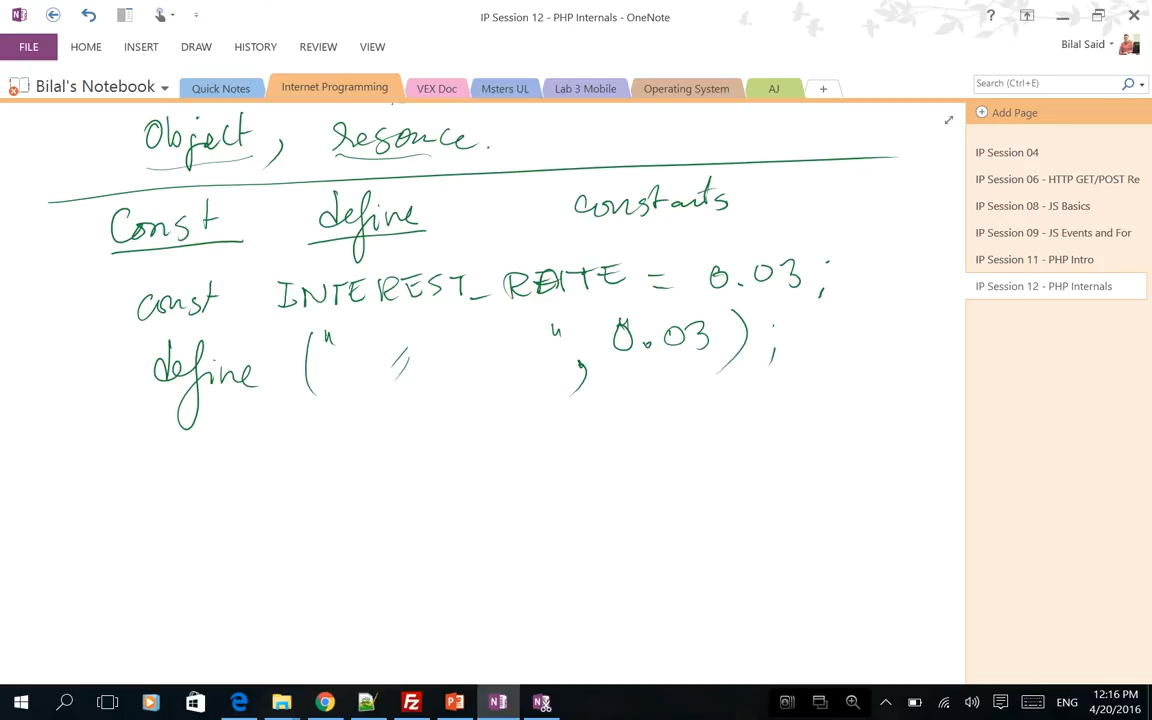 IP Session 12 - PHP Internals - OneNote
?
Bilal Said
FILE HOME INSERT DRAW HISTORY REVIEW VIEW
Bilal's Notebook Quick Notes Internet Programming VEX Doc Msters UL Lab 3 Mobile Operating System AJ +
Search (Ctrl+E)
Add Page
IP Session 04
IP Session 06 - HTTP GET/POST Re
IP Session 08 - JS Basics
IP Session 09 - JS Events and For
IP Session 11 - PHP Intro
IP Session 12 - PHP Internals
Object, resource.
Const define constants
const INTEREST_RATE = 0.03;
define (" // ", 0.03);
ENG
12:16 PM
4/20/2016